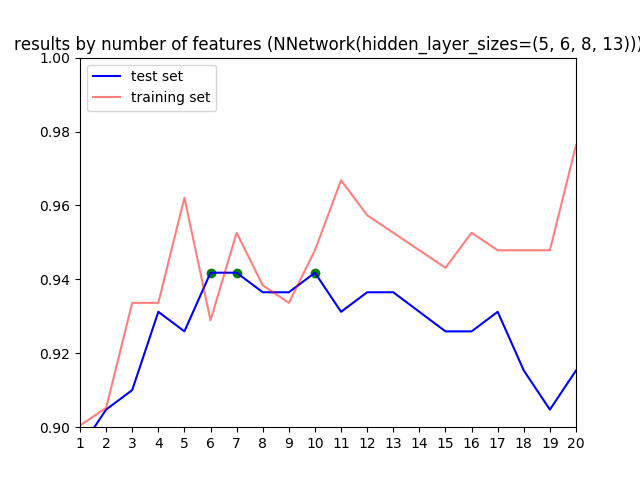 results by number of features (NNetwork(hidden_layer_sizes=(5, 6, 8, 13)))
1.00
test set
training set
0.98
0.96
0.94
0.92
0.90
1 2 3 4 5 6 7 8 9 10 11 12 13 14 15 16 17 18 19 20